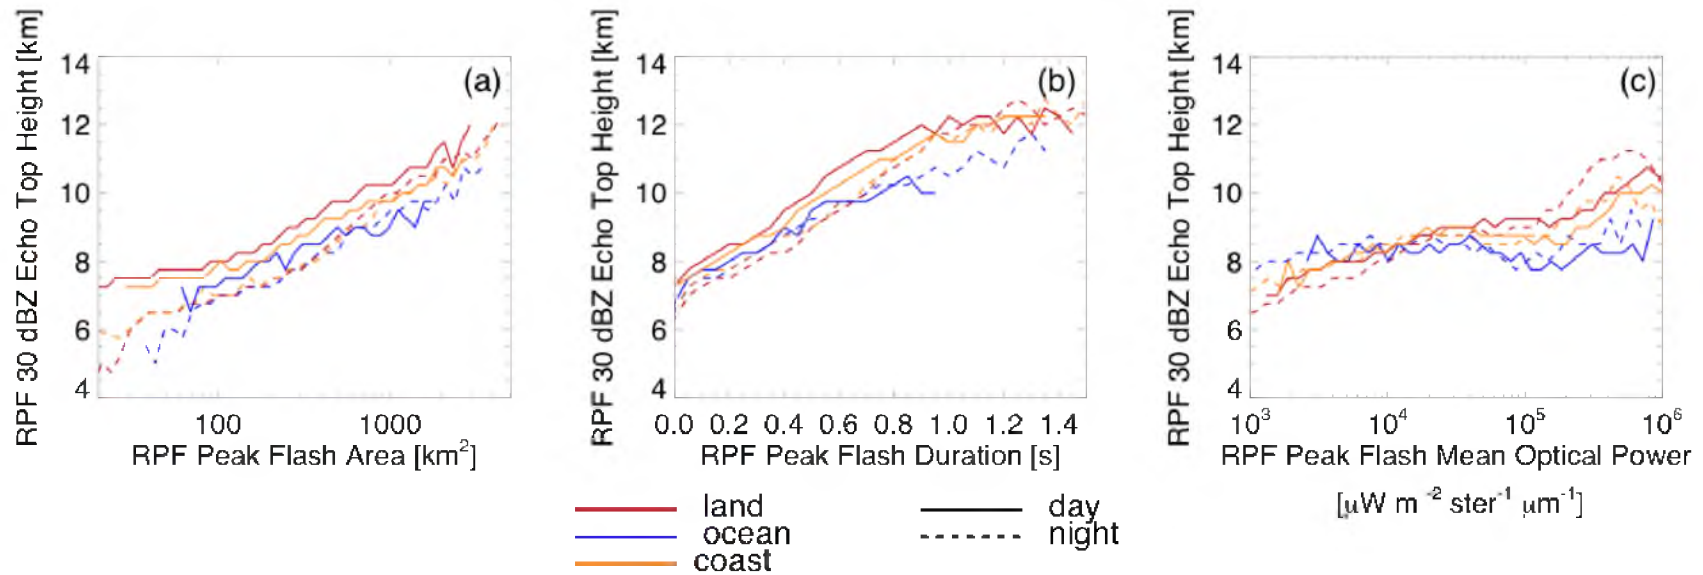 RPF 30 dBZ Echo Top Height [km]
14
12
10
8
6
4
(a)
100 1000
RPF Peak Flash Area [km²]
RPF 30 dBZ Echo Top Height [km]
14
12
10
8
6
4
(b)
0.0 0.2 0.4 0.6 0.8 1.0 1.2 1.4
RPF Peak Flash Duration [s]
RPF 30 dBZ Echo Top Height [km]
14
12
10
8
6
4
(c)
10³ 10⁴ 10⁵ 10⁶
RPF Peak Flash Mean Optical Power
[μW m⁻² ster⁻¹ μm⁻¹]
land day
ocean night
coast